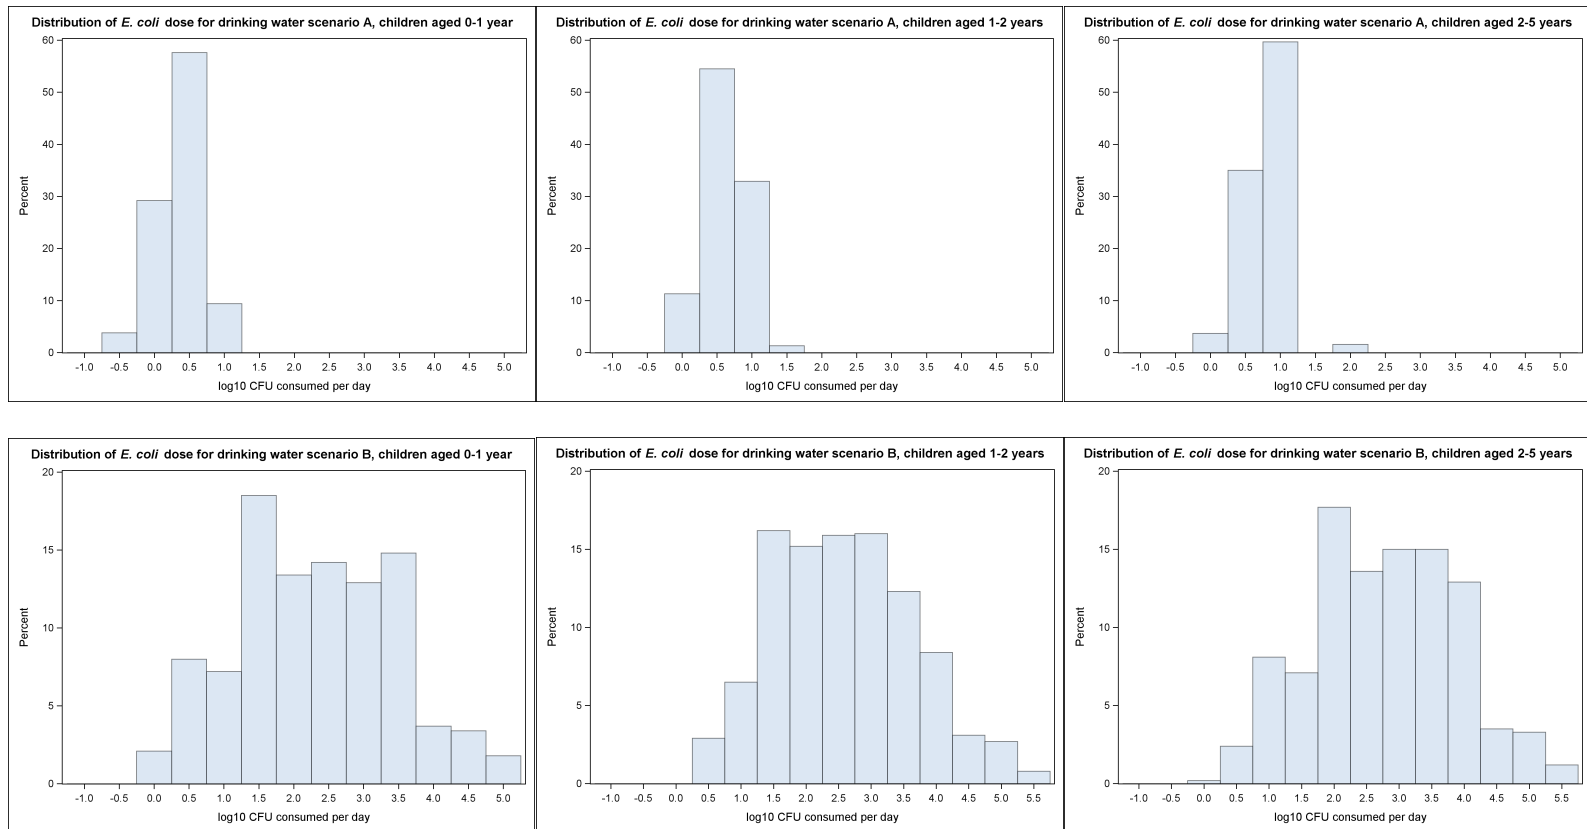 Distribution of E. coli dose for drinking water scenario A, children aged 0-1 year
60
50
40
30
20
10
0
Percent
-1.0 -0.5 0.0 0.5 1.0 1.5 2.0 2.5 3.0 3.5 4.0 4.5 5.0
log10 CFU consumed per day
Distribution of E. coli dose for drinking water scenario A, children aged 1-2 years
60
50
40
30
20
10
0
Percent
-1.0 -0.5 0.0 0.5 1.0 1.5 2.0 2.5 3.0 3.5 4.0 4.5 5.0
log10 CFU consumed per day
Distribution of E. coli dose for drinking water scenario A, children aged 2-5 years
60
50
40
30
20
10
0
Percent
-1.0 -0.5 0.0 0.5 1.0 1.5 2.0 2.5 3.0 3.5 4.0 4.5 5.0
log10 CFU consumed per day
Distribution of E. coli dose for drinking water scenario B, children aged 0-1 year
20
15
10
5
0
Percent
-1.0 -0.5 0.0 0.5 1.0 1.5 2.0 2.5 3.0 3.5 4.0 4.5 5.0
log10 CFU consumed per day
Distribution of E. coli dose for drinking water scenario B, children aged 1-2 years
20
15
10
5
0
Percent
-1.0 -0.5 0.0 0.5 1.0 1.5 2.0 2.5 3.0 3.5 4.0 4.5 5.0 5.5
log10 CFU consumed per day
Distribution of E. coli dose for drinking water scenario B, children aged 2-5 years
20
15
10
5
0
Percent
-1.0 -0.5 0.0 0.5 1.0 1.5 2.0 2.5 3.0 3.5 4.0 4.5 5.0 5.5
log10 CFU consumed per day